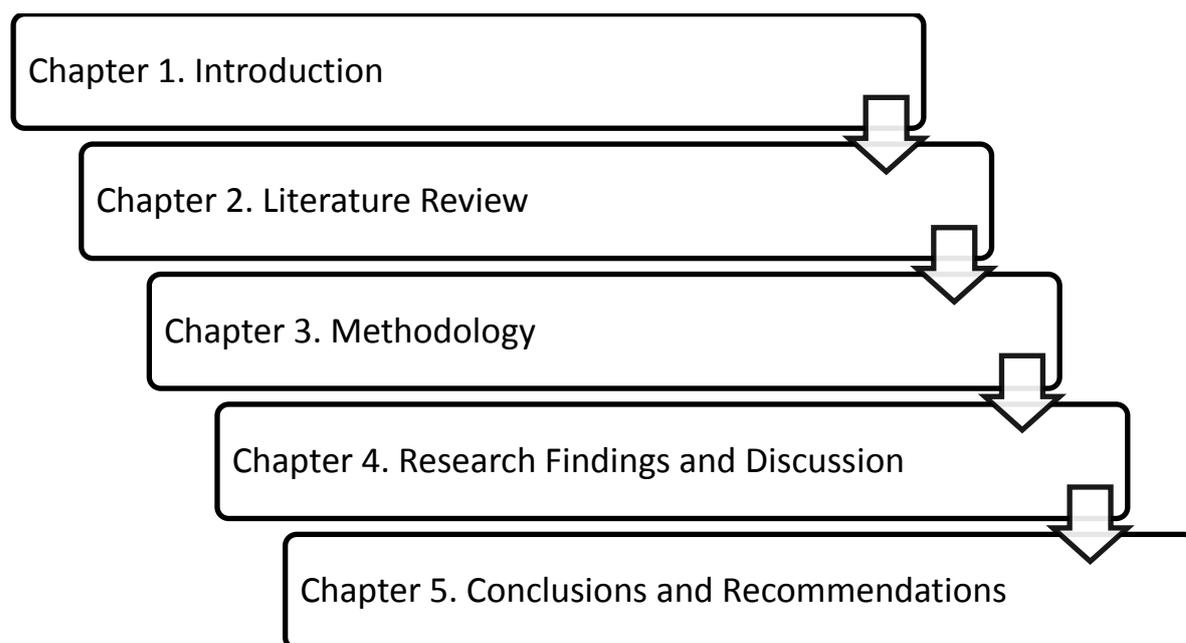 Chapter 1. Introduction
Chapter 2. Literature Review
Chapter 3. Methodology
Chapter 4. Research Findings and Discussion
Chapter 5. Conclusions and Recommendations